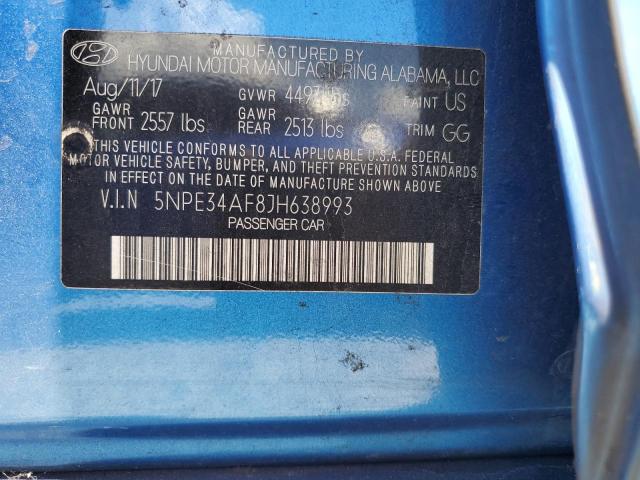 MANUFACTURED BY
HYUNDAI MOTOR MANUFACTURING ALABAMA, LLC
Aug/11/17 GVWR PAINT US
GAWR FRONT 2557 lbs GAWR REAR 2513 lbs TRIM GG
THIS VEHICLE CONFORMS TO ALL APPLICABLE U.S.A. FEDERAL
MOTOR VEHICLE SAFETY, BUMPER, AND THEFT PREVENTION STANDARDS
IN EFFECT ON THE DATE OF MANUFACTURE SHOWN ABOVE.
V.I.N 5NPE34AF8JH638993
PASSENGER CAR